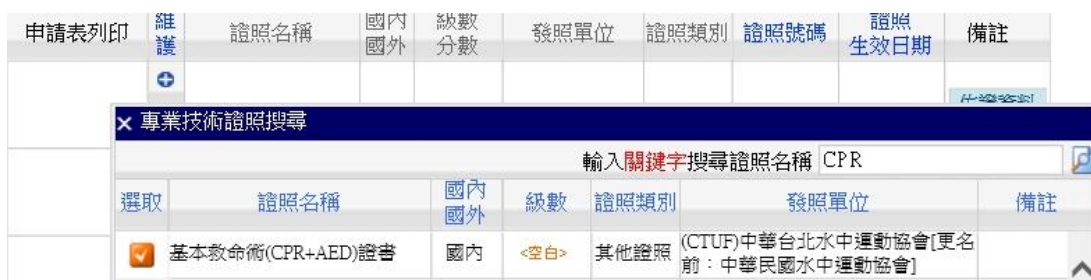 申請表列印 維護 證照名稱 國內國外 級數分數 發照單位 證照類別 證照號碼 證照生效日期 備註
× 專業技術證照搜尋
輸入關鍵字搜尋證照名稱 CPR
選取 證照名稱 國內國外 級數 證照類別 發照單位 備註
基本救命術(CPR+AED)證書 國內 <空白> 其他證照 (CTUF)中華台北水中運動協會[更名
前：中華民國水中運動協會]